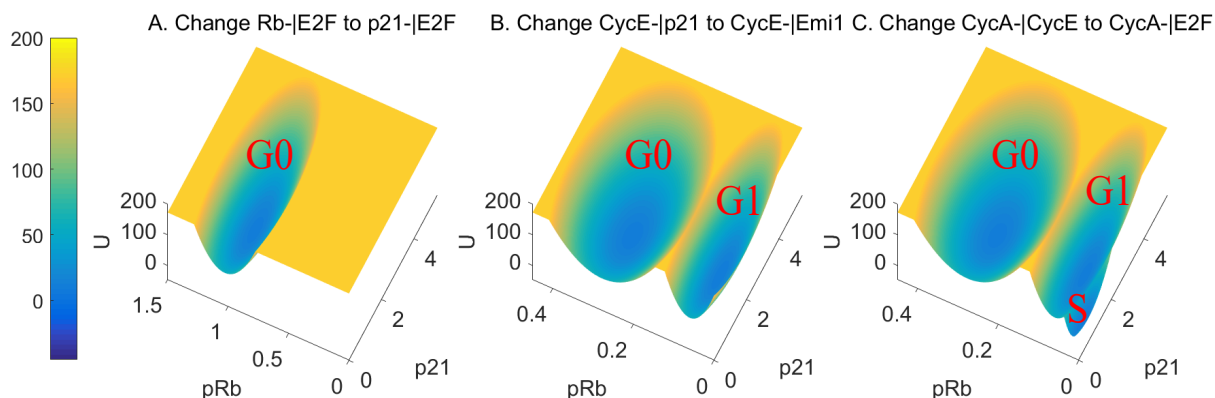 A. Change Rb-|E2F to p21-|E2F
B. Change CycE-|p21 to CycE-|Emi1
C. Change CycA-|CycE to CycA-|E2F
200
150
100
50
0
G0
200
100
0
U
1.5
1
0.5
0
pRb
0
2
4
p21
G0
G1
200
100
0
U
0.4
0.2
0
pRb
0
2
4
p21
G0
G1
S
200
100
0
U
0.4
0.2
0
pRb
0
2
4
p21